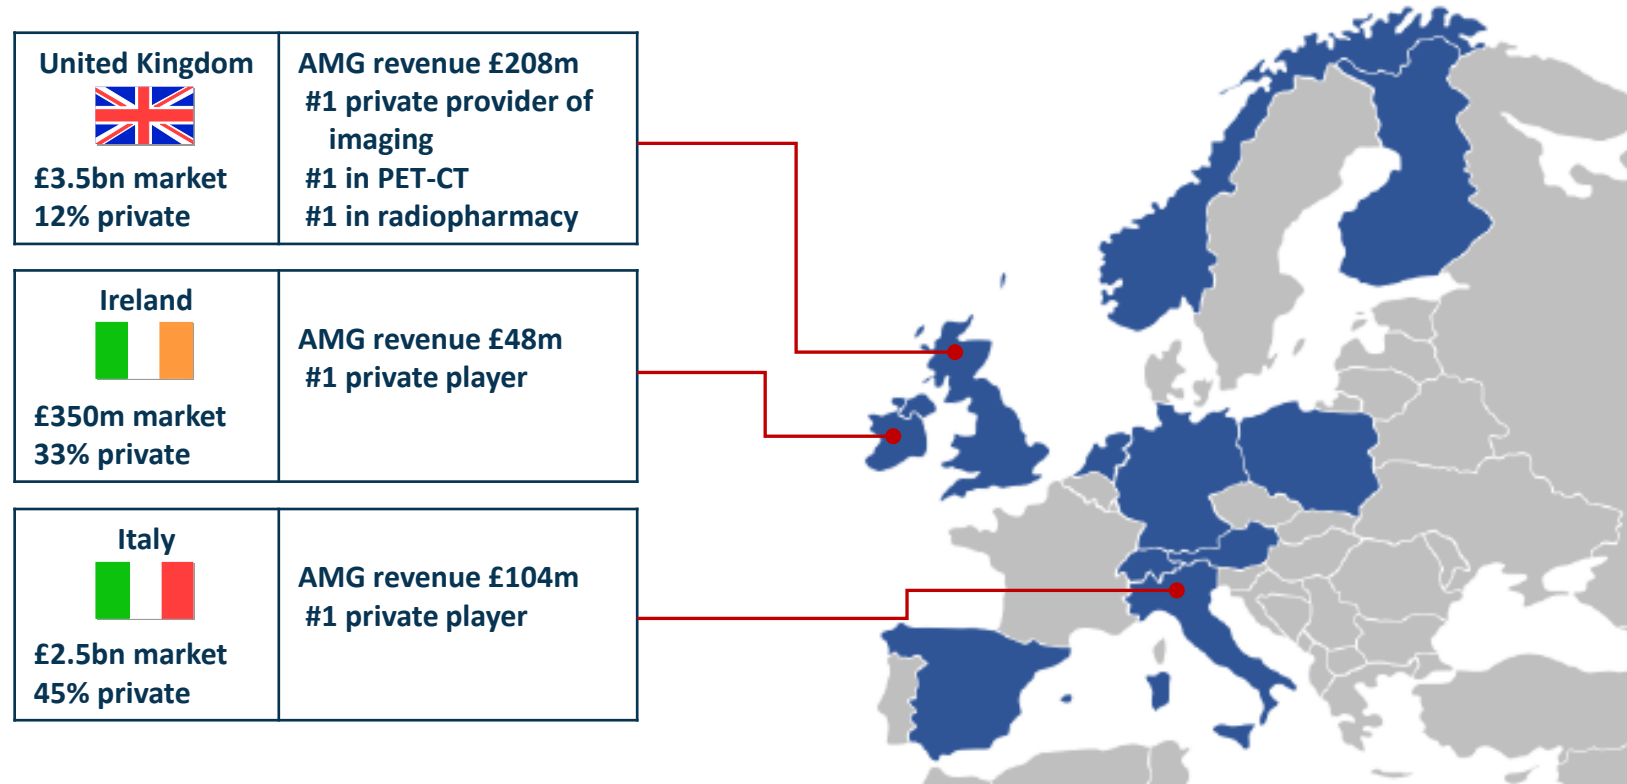 United Kingdom
£3.5bn market
12% private
AMG revenue £208m
#1 private provider of
imaging
#1 in PET-CT
#1 in radiopharmacy
Ireland
£350m market
33% private
AMG revenue £48m
#1 private player
Italy
£2.5bn market
45% private
AMG revenue £104m
#1 private player